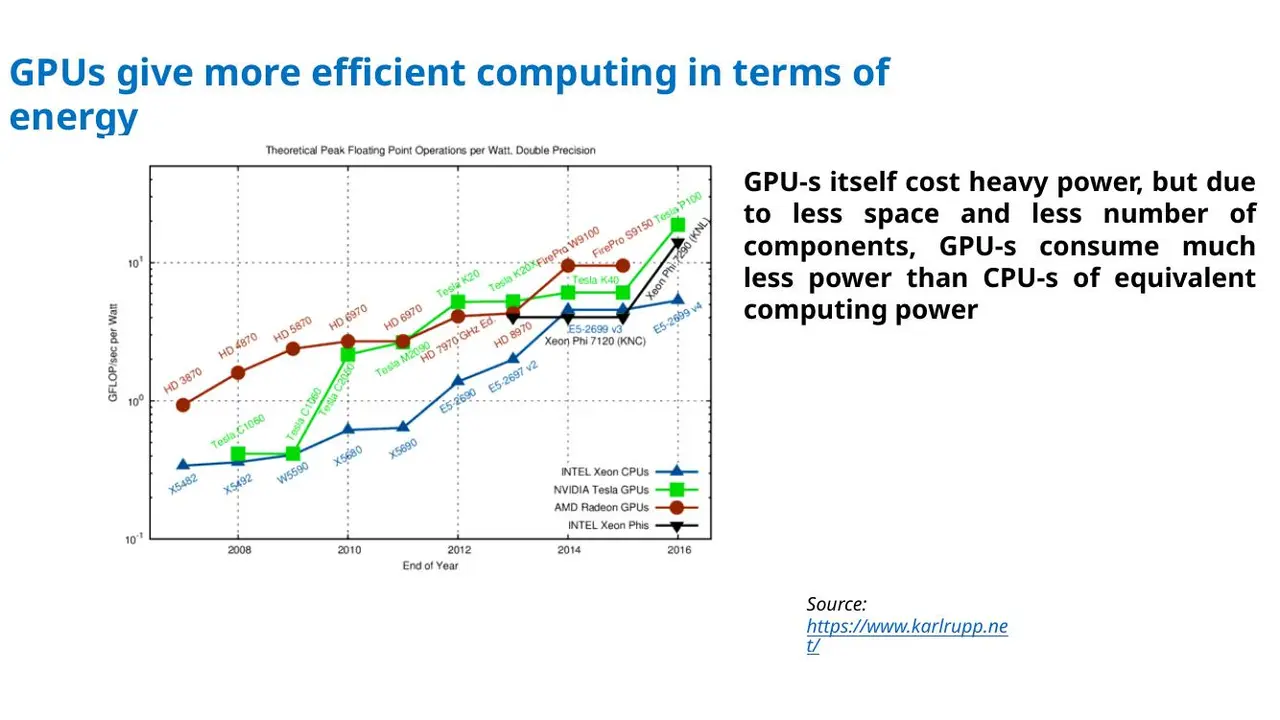 GPUs give more efficient computing in terms of
energy
Theoretical Peak Floating Point Operations per Watt, Double Precision
GPU-s itself cost heavy power, but due
to less space and less number of
components, GPU-s consume much
less power than CPU-s of equivalent
computing power
GFLOP/sec per Watt
10^1
10^0
10^-1
2008
2010
2012
2014
2016
End of Year
HD 3870
HD 4870
HD 5870
HD 6970
HD 6970
HD 7970 GHz Ed.
HD 8970
FirePro W9100
FirePro S9150
Tesla C1060
Tesla C1060
Tesla C2050
Tesla M2090
Tesla K20
Tesla K20X
Tesla K40
Tesla P100
X5482
X5492
W5590
X5680
X5690
E5-2690
E5-2697 v2
E5-2699 v3
E5-2699 v4
Xeon Phi 7120 (KNC)
Xeon Phi 7290 (KNL)
INTEL Xeon CPUs
NVIDIA Tesla GPUs
AMD Radeon GPUs
INTEL Xeon Phis
Source:
https://www.karlrupp.ne
t/